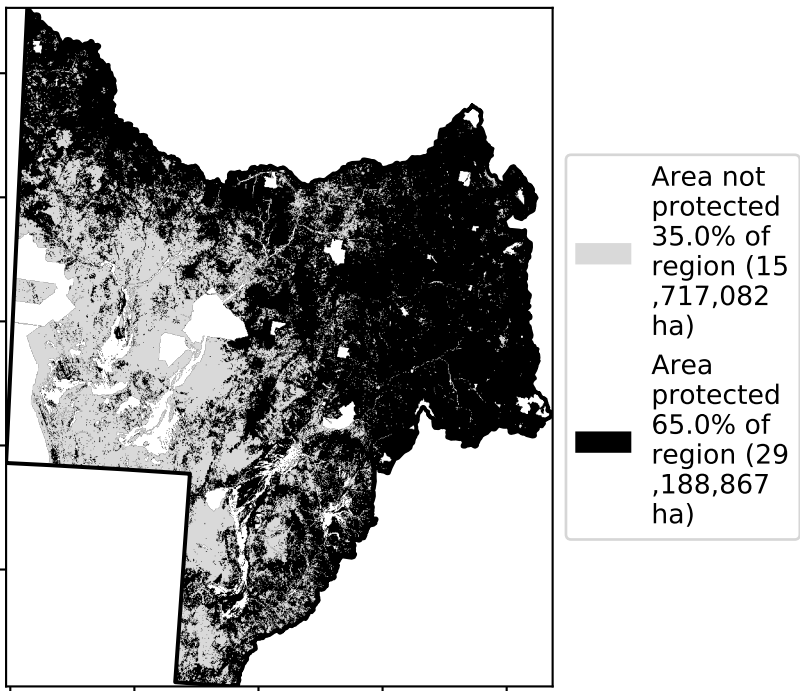 Area not
protected
35.0% of
region (15
,717,082
ha)
Area
protected
65.0% of
region (29
,188,867
ha)